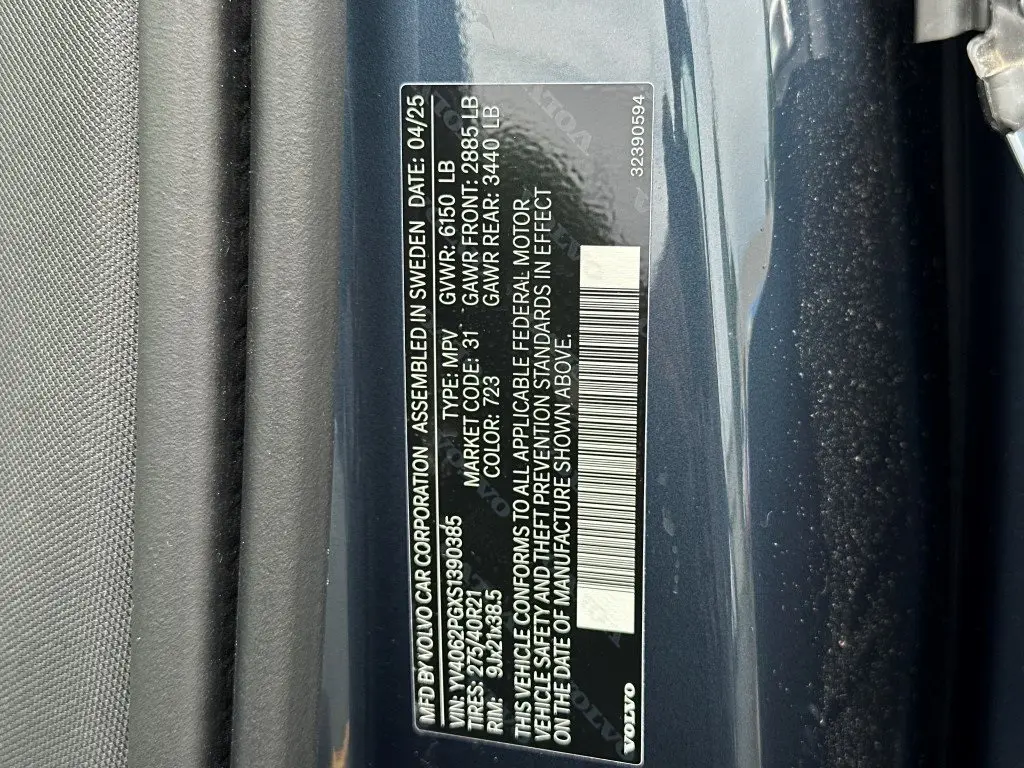 MFD BY VOLVO CAR CORPORATION ASSEMBLED IN SWEDEN DATE: 04/25
VIN: YV4062PGXS1390385 TYPE: MPV GVWR: 6150 LB
TIRES: 275/40R21 MARKET CODE: 31 GAWR FRONT: 2885 LB
RIM: 9Jx21x38.5 COLOR: 723 GAWR REAR: 3440 LB
THIS VEHICLE CONFORMS TO ALL APPLICABLE FEDERAL MOTOR
VEHICLE SAFETY AND THEFT PREVENTION STANDARDS IN EFFECT
ON THE DATE OF MANUFACTURE SHOWN ABOVE.
VOLVO 32390594